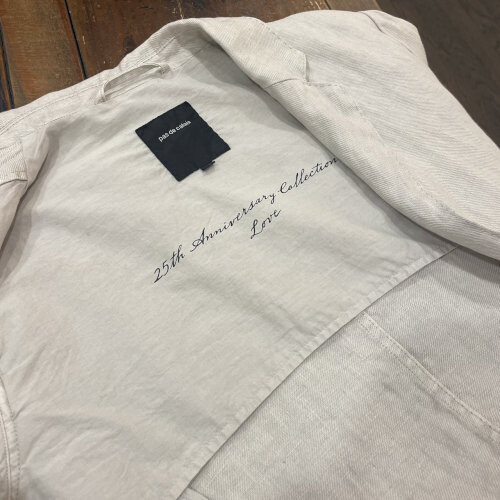 pas de calais
25th Anniversary Collection
Love